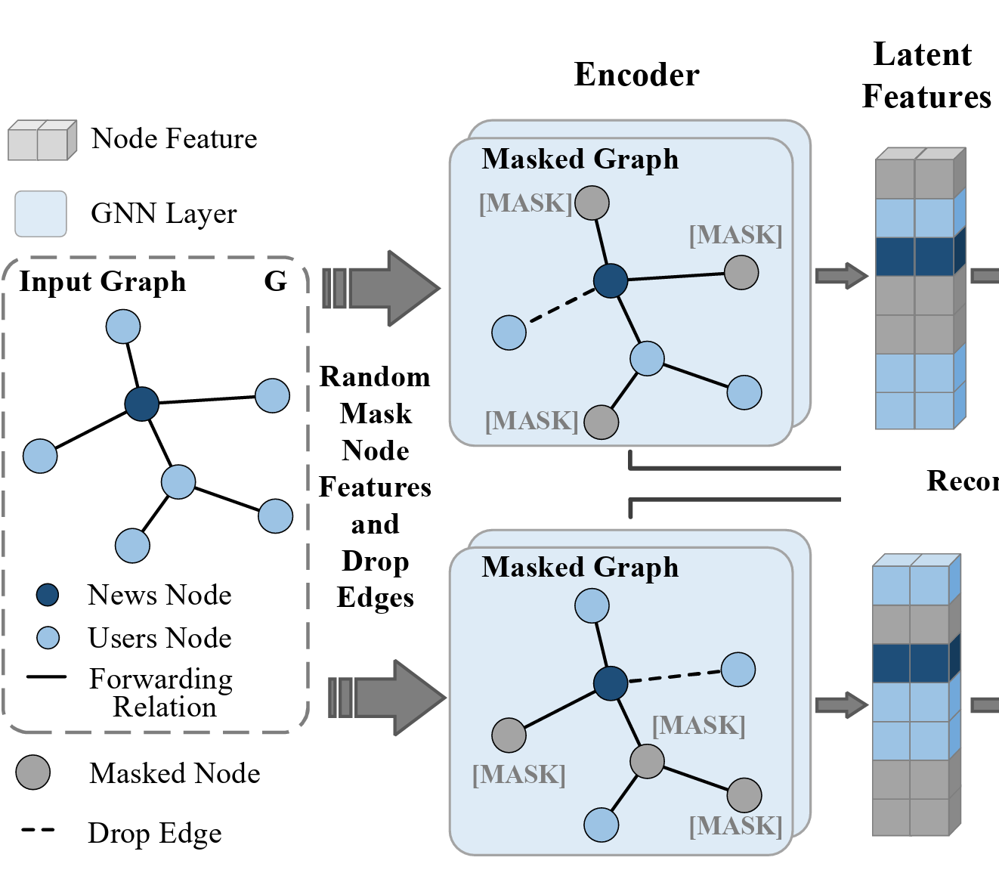 Encoder
Latent
Features
Node Feature
GNN Layer
Input Graph G
News Node
Users Node
Forwarding
Relation
Masked Node
Drop Edge
Random
Mask
Node
Features
and
Drop
Edges
Masked Graph
[MASK]
[MASK]
[MASK]
Masked Graph
[MASK]
[MASK]
[MASK]